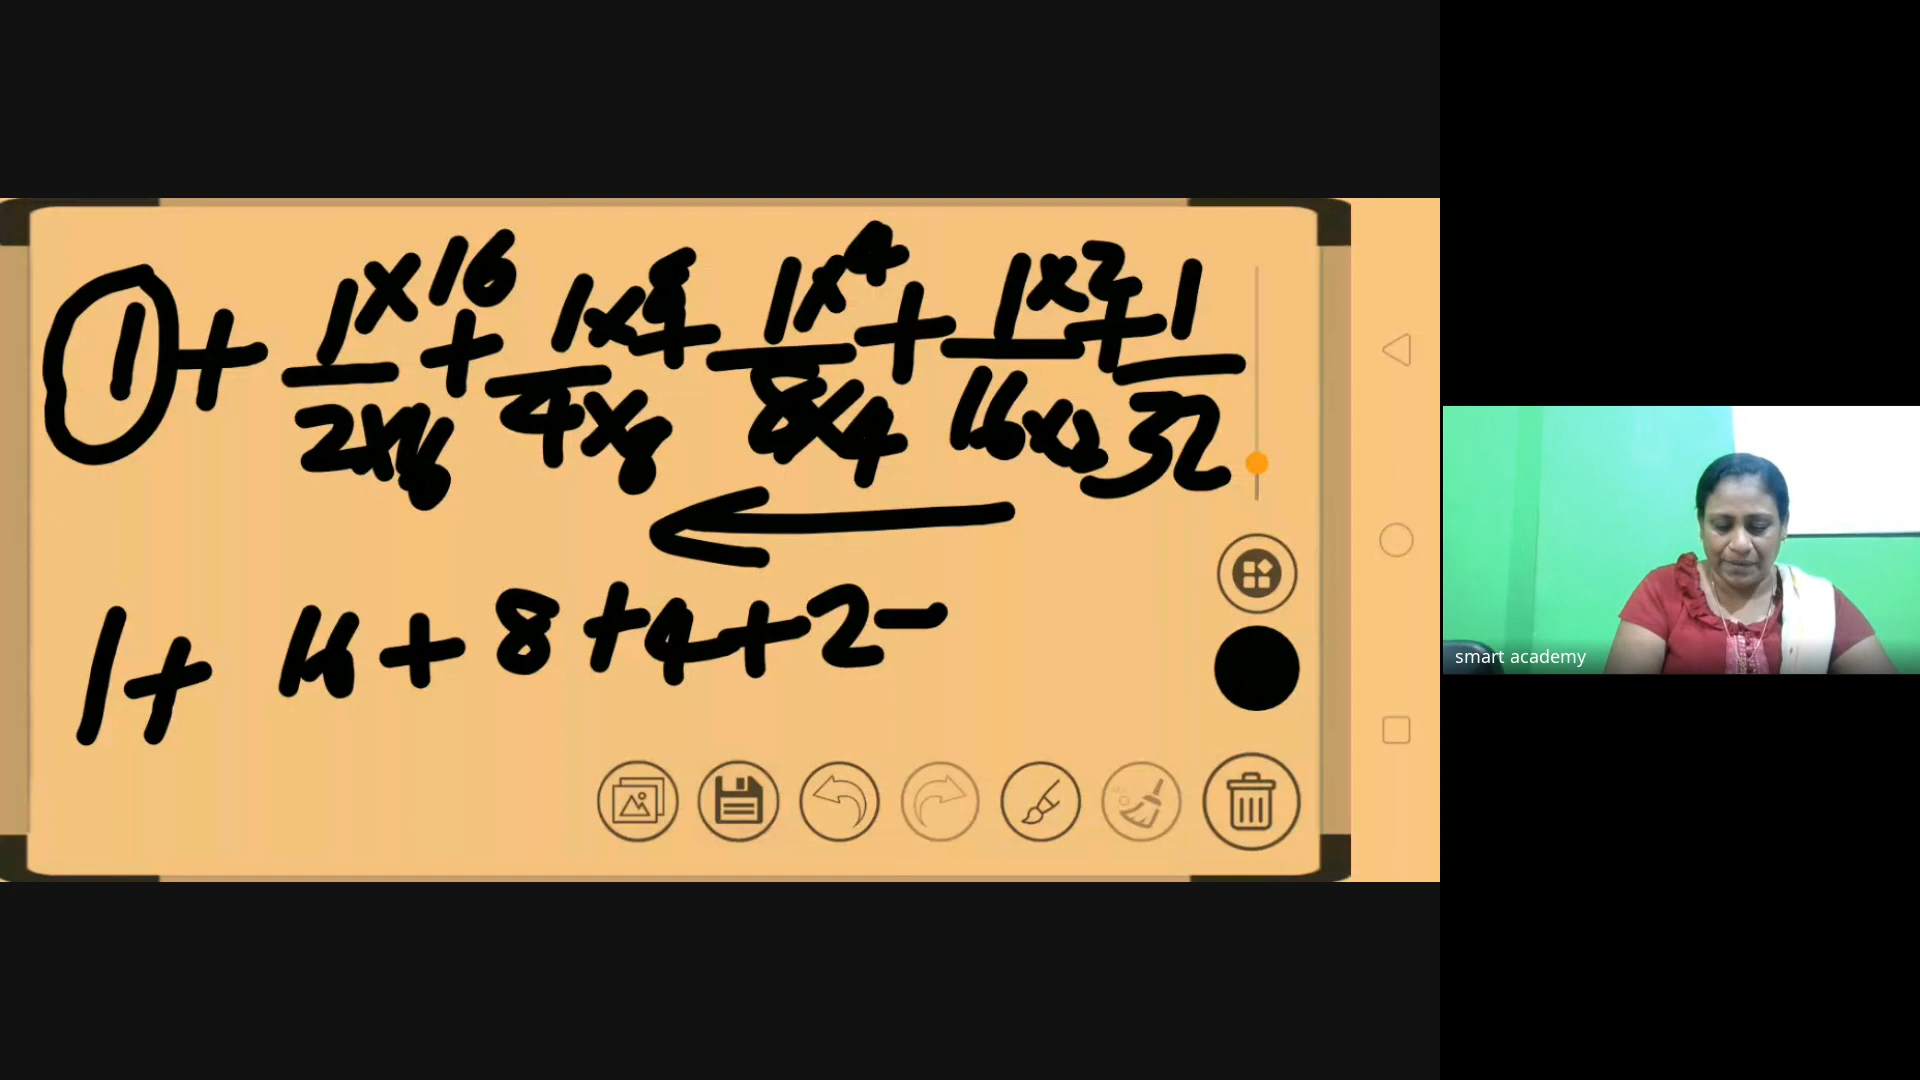 1 + 1×16/2×16 + 1×8/4×8 + 1×4/8×4 + 1×2/16×2 + 1/32
1 + 16 + 8 + 4 + 2 –
smart academy